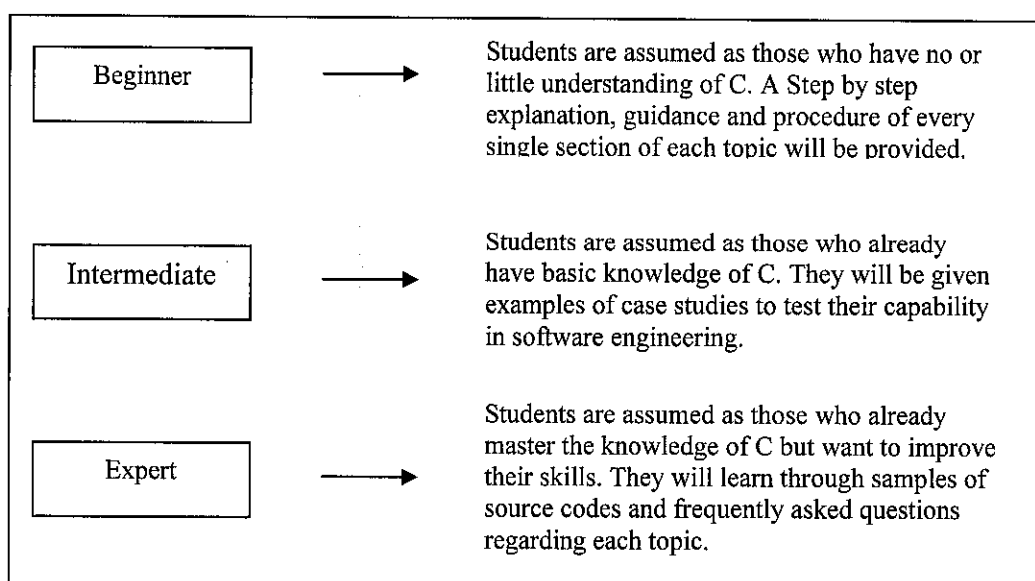 Beginner
Students are assumed as those who have no or
little understanding of C. A Step by step
explanation, guidance and procedure of every
single section of each topic will be provided.
Intermediate
Students are assumed as those who already
have basic knowledge of C. They will be given
examples of case studies to test their capability
in software engineering.
Expert
Students are assumed as those who already
master the knowledge of C but want to improve
their skills. They will learn through samples of
source codes and frequently asked questions
regarding each topic.